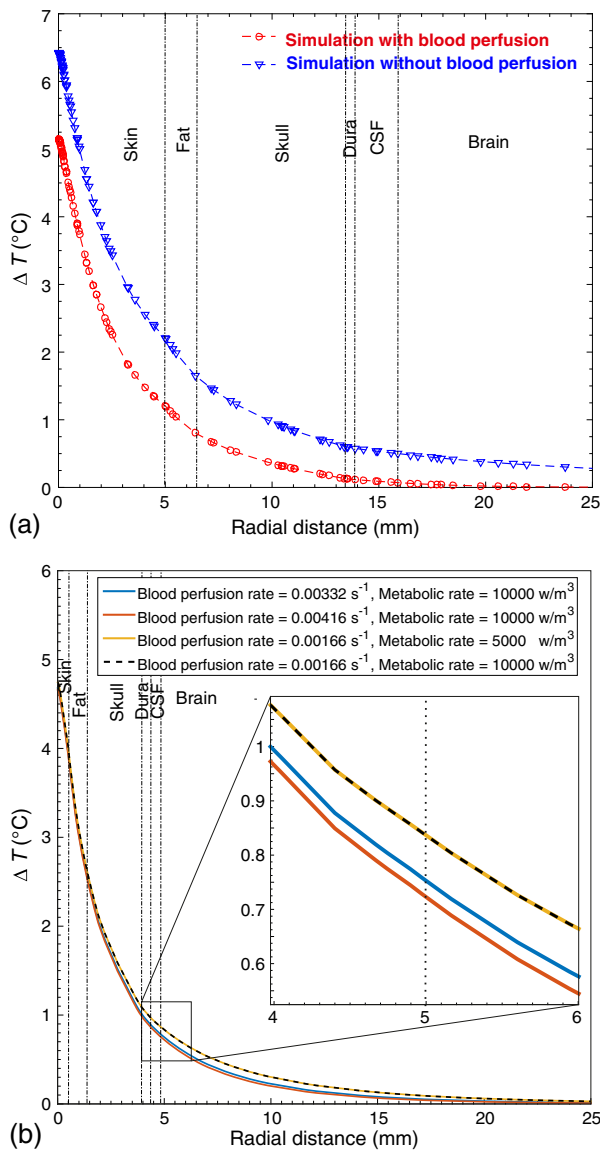 7
6
5
4
3
2
1
0
Δ T (°C)
Simulation with blood perfusion
Simulation without blood perfusion
Skin
Fat
Skull
Dura
CSF
Brain
0 5 10 15 20 25
Radial distance (mm)
(a)
6
5
4
3
2
1
0
Δ T (°C)
Blood perfusion rate = 0.00332 s⁻¹, Metabolic rate = 10000 w/m³
Blood perfusion rate = 0.00416 s⁻¹, Metabolic rate = 10000 w/m³
Blood perfusion rate = 0.00166 s⁻¹, Metabolic rate = 5000 w/m³
Blood perfusion rate = 0.00166 s⁻¹, Metabolic rate = 10000 w/m³
Skin
Fat
Skull
Dura
CSF
Brain
1
0.9
0.8
0.7
0.6
4 5 6
0 5 10 15 20 25
Radial distance (mm)
(b)